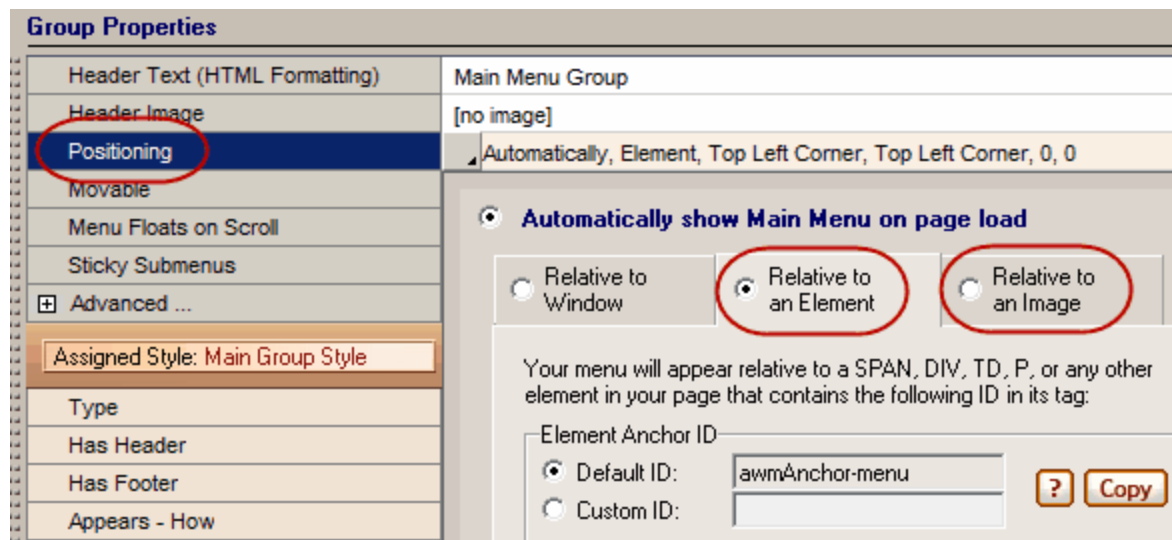 Group Properties
Header Text (HTML Formatting)
Main Menu Group
Header Image
[no image]
Positioning
Automatically, Element, Top Left Corner, Top Left Corner, 0, 0
Movable
Menu Floats on Scroll
Sticky Submenus
Advanced ...
Assigned Style: Main Group Style
Type
Has Header
Has Footer
Appears - How
Automatically show Main Menu on page load
Relative to
Window
Relative to
an Element
Relative to
an Image
Your menu will appear relative to a SPAN, DIV, TD, P, or any other
element in your page that contains the following ID in its tag:
Element Anchor ID
Default ID:
awmAnchor-menu
? Copy
Custom ID: